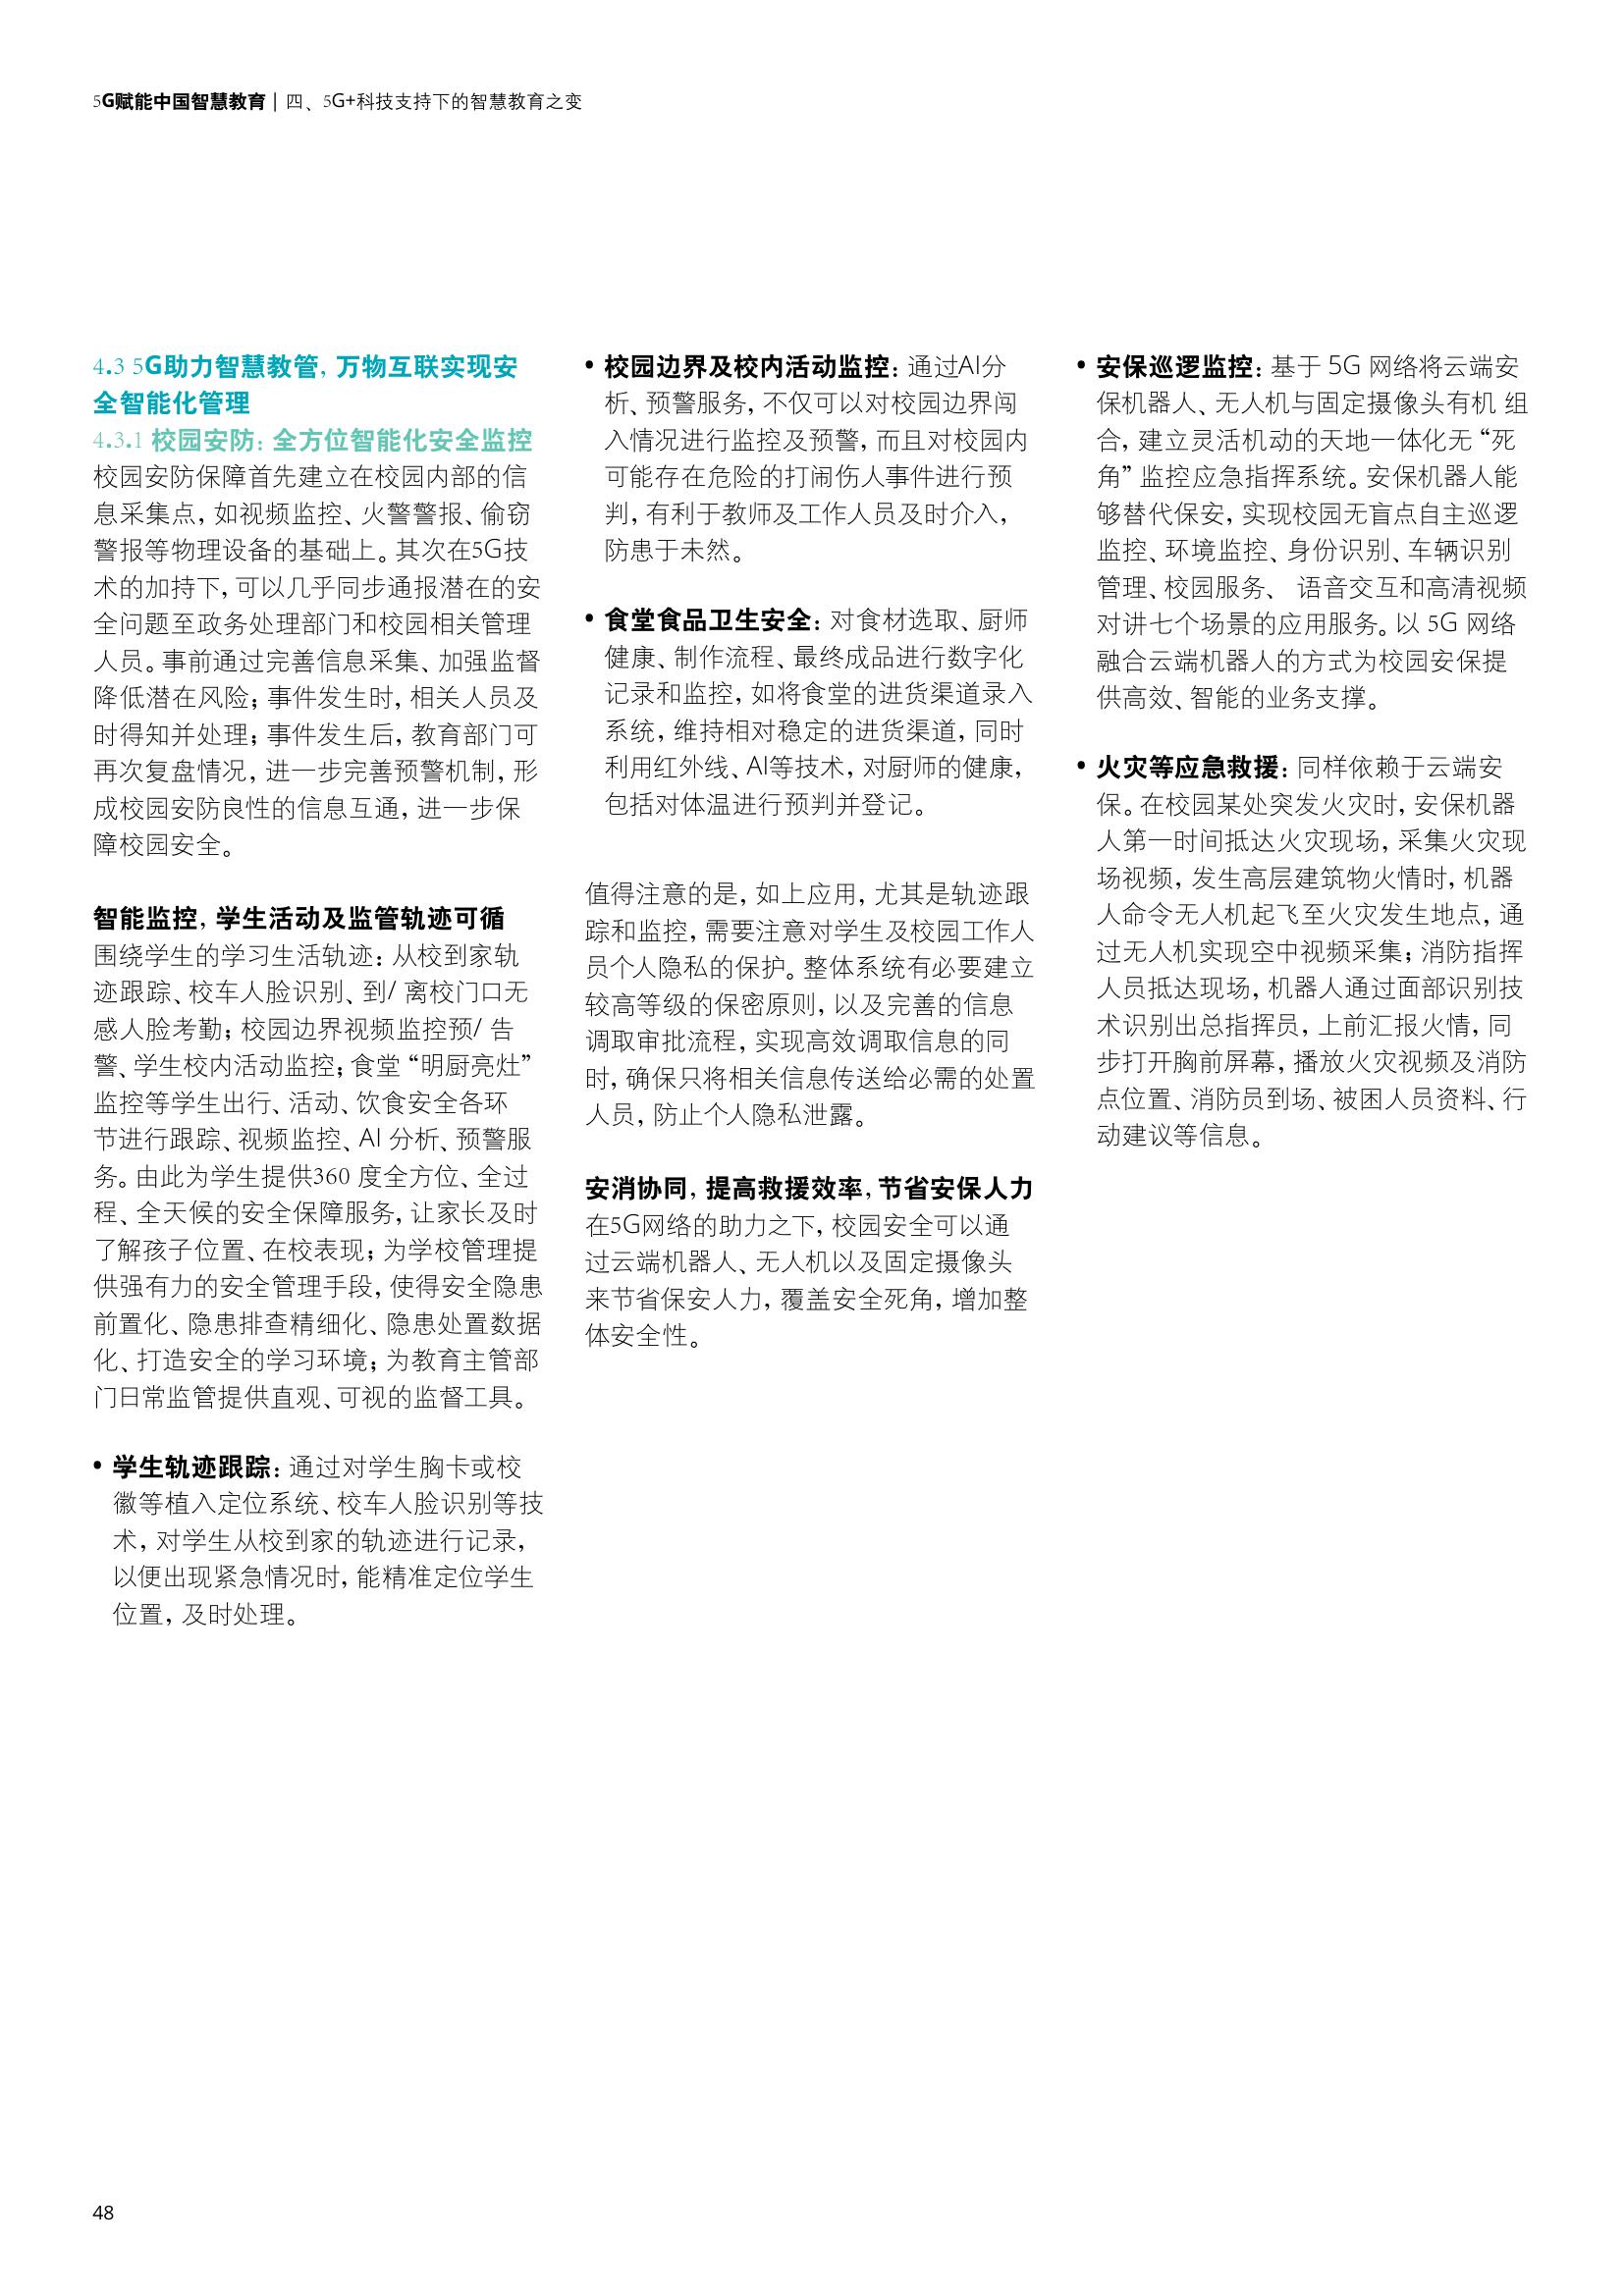 5G赋能中国智慧教育 | 四、5G+科技支持下的智慧教育之变
4.3 5G助力智慧教管，万物互联实现安
全智能化管理
4.3.1 校园安防：全方位智能化安全监控
校园安防保障首先建立在校园内部的信
息采集点，如视频监控、火警警报、偷窃
警报等物理设备的基础上。其次在5G技
术的加持下，可以几乎同步通报潜在的安
全问题至政务处理部门和校园相关管理
人员。事前通过完善信息采集、加强监督
降低潜在风险；事件发生时，相关人员及
时得知并处理；事件发生后，教育部门可
再次复盘情况，进一步完善预警机制，形
成校园安防良性的信息互通，进一步保
障校园安全。
智能监控，学生活动及监管轨迹可循
围绕学生的学习生活轨迹：从校到家轨
迹跟踪、校车人脸识别、到/ 离校门口无
感人脸考勤；校园边界视频监控预/ 告
警、学生校内活动监控；食堂“明厨亮灶”
监控等学生出行、活动、饮食安全各环
节进行跟踪、视频监控、AI 分析、预警服
务。由此为学生提供360 度全方位、全过
程、全天候的安全保障服务，让家长及时
了解孩子位置、在校表现；为学校管理提
供强有力的安全管理手段，使得安全隐患
前置化、隐患排查精细化、隐患处置数据
化、打造安全的学习环境；为教育主管部
门日常监管提供直观、可视的监督工具。
• 学生轨迹跟踪：通过对学生胸卡或校
徽等植入定位系统、校车人脸识别等技
术，对学生从校到家的轨迹进行记录，
以便出现紧急情况时，能精准定位学生
位置，及时处理。
• 校园边界及校内活动监控：通过AI分
析、预警服务，不仅可以对校园边界闯
入情况进行监控及预警，而且对校园内
可能存在危险的打闹伤人事件进行预
判，有利于教师及工作人员及时介入，
防患于未然。
• 食堂食品卫生安全：对食材选取、厨师
健康、制作流程、最终成品进行数字化
记录和监控，如将食堂的进货渠道录入
系统，维持相对稳定的进货渠道，同时
利用红外线、AI等技术，对厨师的健康，
包括对体温进行预判并登记。
值得注意的是，如上应用，尤其是轨迹跟
踪和监控，需要注意对学生及校园工作人
员个人隐私的保护。整体系统有必要建立
较高等级的保密原则，以及完善的信息
调取审批流程，实现高效调取信息的同
时，确保只将相关信息传送给必需的处置
人员，防止个人隐私泄露。
安消协同，提高救援效率，节省安保人力
在5G网络的助力之下，校园安全可以通
过云端机器人、无人机以及固定摄像头
来节省保安人力，覆盖安全死角，增加整
体安全性。
• 安保巡逻监控：基于 5G 网络将云端安
保机器人、无人机与固定摄像头有机 组
合，建立灵活机动的天地一体化无“死
角”监控应急指挥系统。安保机器人能
够替代保安，实现校园无盲点自主巡逻
监控、环境监控、身份识别、车辆识别
管理、校园服务、 语音交互和高清视频
对讲七个场景的应用服务。以 5G 网络
融合云端机器人的方式为校园安保提
供高效、智能的业务支撑。
• 火灾等应急救援：同样依赖于云端安
保。在校园某处突发火灾时，安保机器
人第一时间抵达火灾现场，采集火灾现
场视频，发生高层建筑物火情时，机器
人命令无人机起飞至火灾发生地点，通
过无人机实现空中视频采集；消防指挥
人员抵达现场，机器人通过面部识别技
术识别出总指挥员，上前汇报火情，同
步打开胸前屏幕，播放火灾视频及消防
点位置、消防员到场、被困人员资料、行
动建议等信息。
48